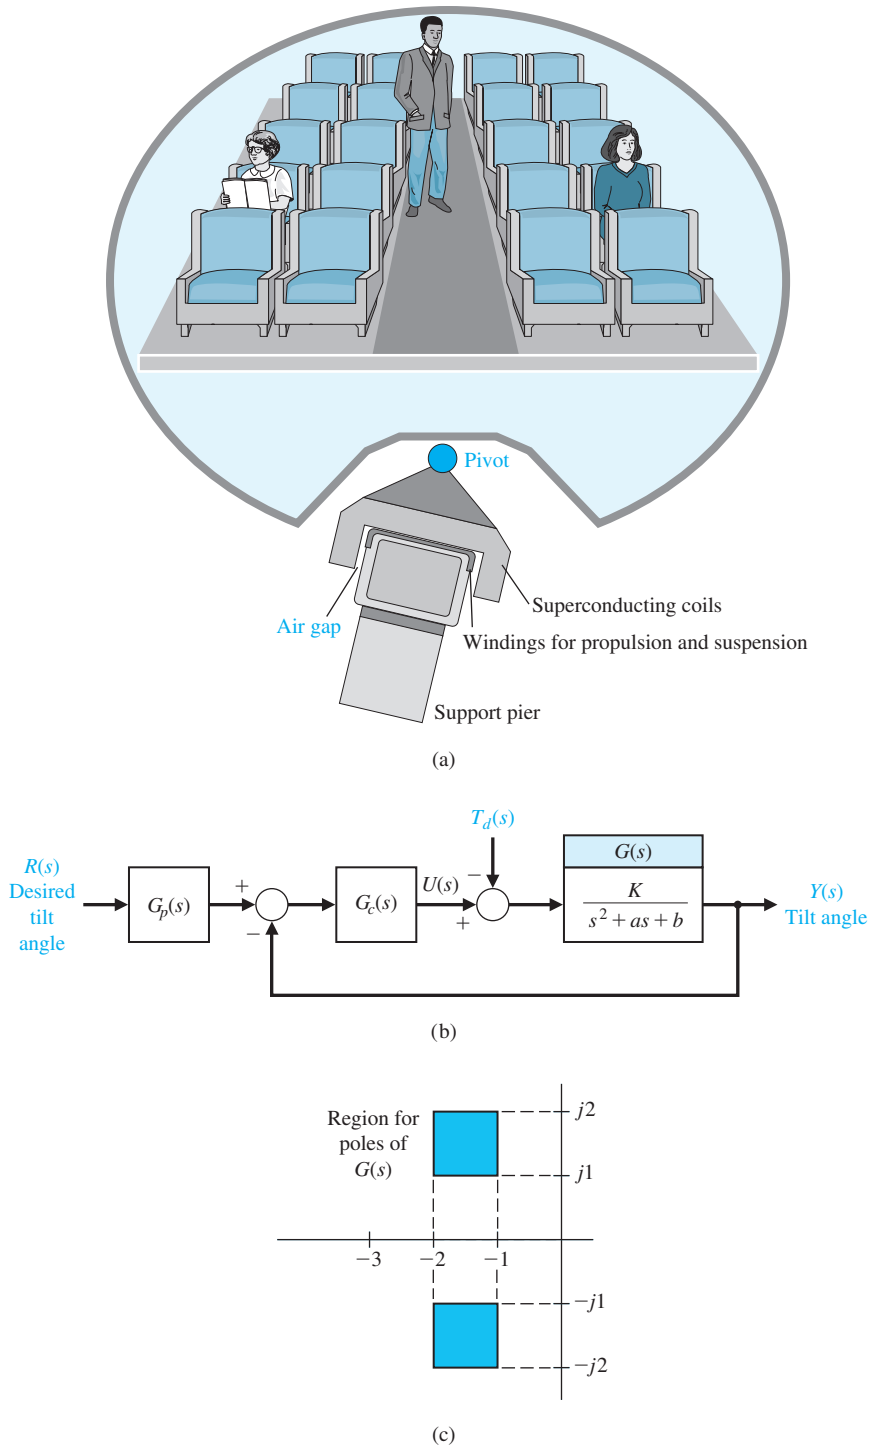 Pivot
Superconducting coils
Air gap
Windings for propulsion and suspension
Support pier
(a)
T_d(s)
G(s)
R(s)
Desired
tilt
angle
+
G_p(s)
−
G_c(s)
U(s)
−
+
K
s² + as + b
Y(s)
Tilt angle
(b)
Region for
poles of
G(s)
j2
j1
−3
−2
−1
−j1
−j2
(c)